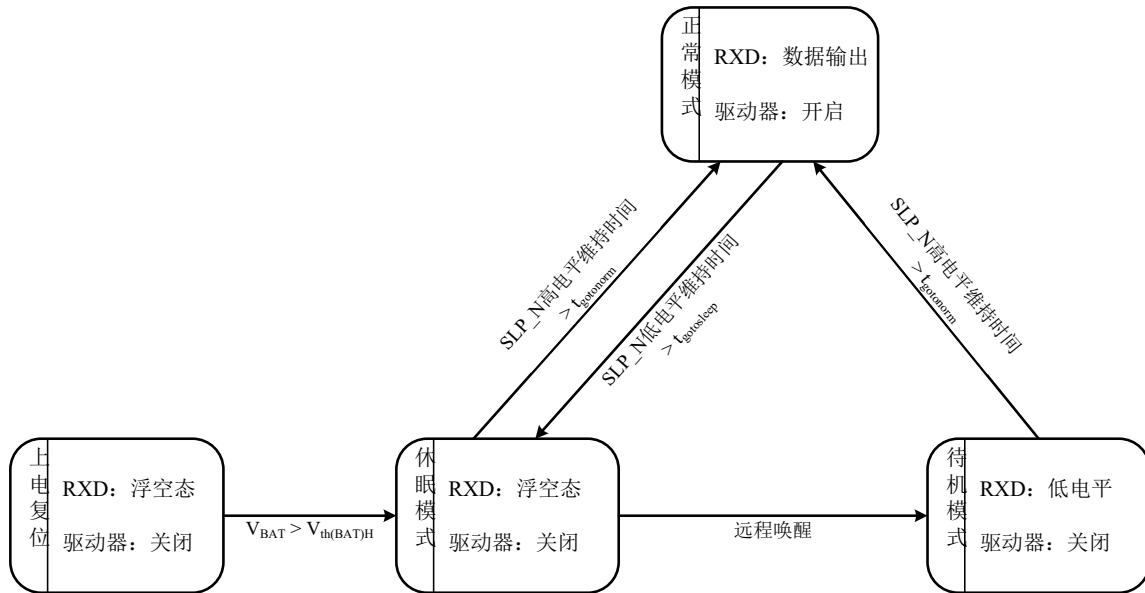 正常模式
RXD：数据输出
驱动器：开启
SLP_N高电平维持时间
> tgotonorm
SLP_N低电平维持时间
> tgotosleep
SLP_N高电平维持时间
> tgotonorm
上电复位
RXD：浮空态
驱动器：关闭
VBAT > Vth(BAT)H
休眠模式
RXD：浮空态
驱动器：关闭
远程唤醒
待机模式
RXD：低电平
驱动器：关闭